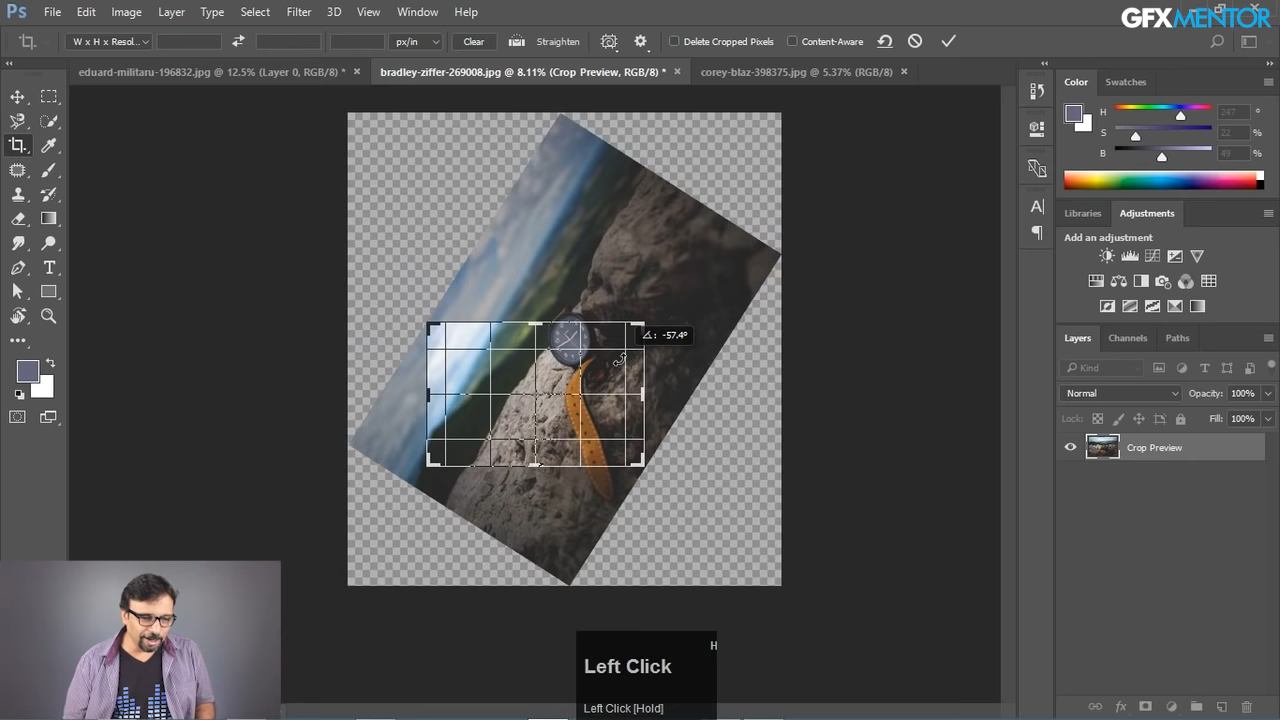 Ps File Edit Image Layer Type Select Filter 3D View Window Help
GFXMENTOR
W x H x Resol... px/in Clear Straighten Delete Cropped Pixels Content-Aware
eduard-militaru-196832.jpg @ 12.5% (Layer 0, RGB/8) * × bradley-ziffer-269008.jpg @ 8.11% (Crop Preview, RGB/8) * × corey-blaz-398375.jpg @ 5.37% (RGB/8) ×
Color Swatches
H 247 °
S 22 %
B 49 %
Libraries Adjustments
Add an adjustment
Layers Channels Paths
Kind
Normal Opacity: 100%
Lock: Fill: 100%
Crop Preview
-57.4°
H
Left Click
Left Click [Hold]